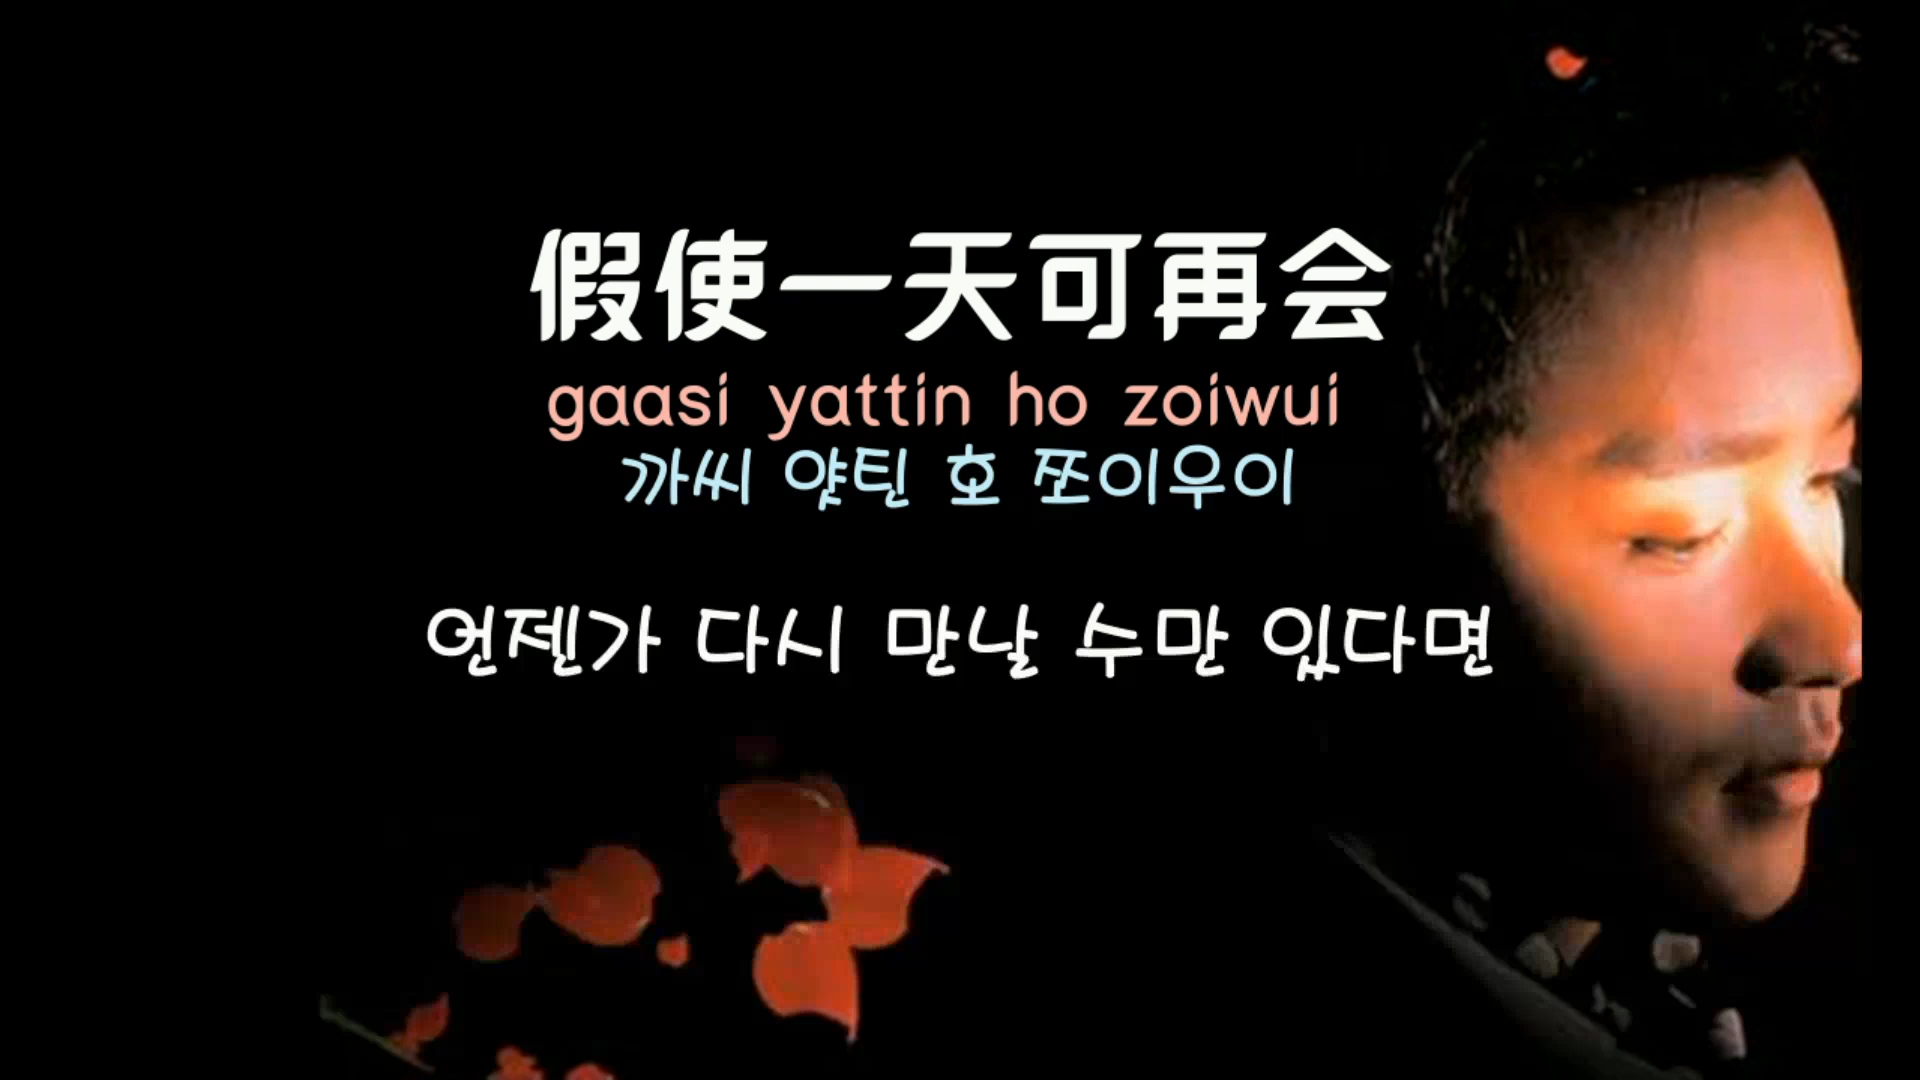 假使一天可再会
gaasi yattin ho zoiwui
까씨 얏틴 호 쪼이우이
언젠가 다시 만날 수만 있다면